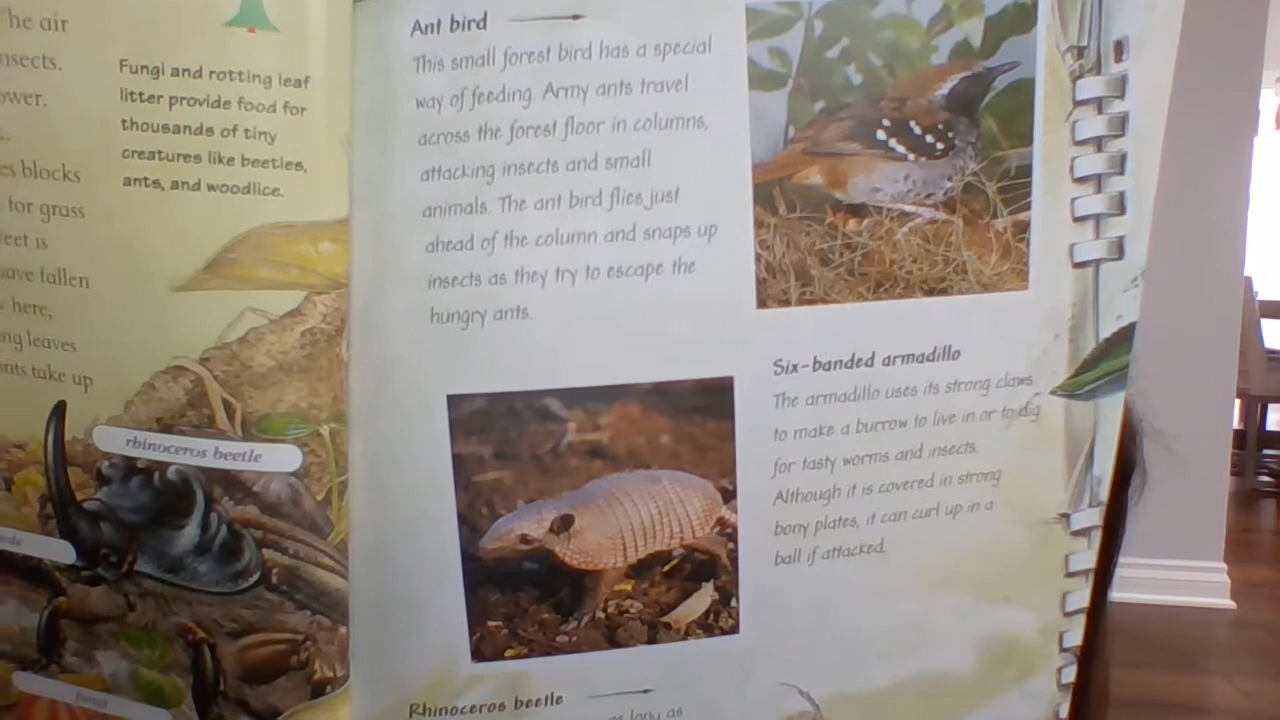 he air
nsects.
ower.
es blocks
for grass
eet is
ave fallen
here,
ng leaves
ants take up
Fungi and rotting leaf
litter provide food for
thousands of tiny
creatures like beetles,
ants, and woodlice.
rhinoceros beetle
fungi
Ant bird
This small forest bird has a special
way of feeding. Army ants travel
across the forest floor in columns,
attacking insects and small
animals. The ant bird flies just
ahead of the column and snaps up
insects as they try to escape the
hungry ants.
Six-banded armadillo
The armadillo uses its strong claws
to make a burrow to live in or to dig
for tasty worms and insects.
Although it is covered in strong
bony plates, it can curl up in a
ball if attacked.
Rhinoceros beetle
as long as